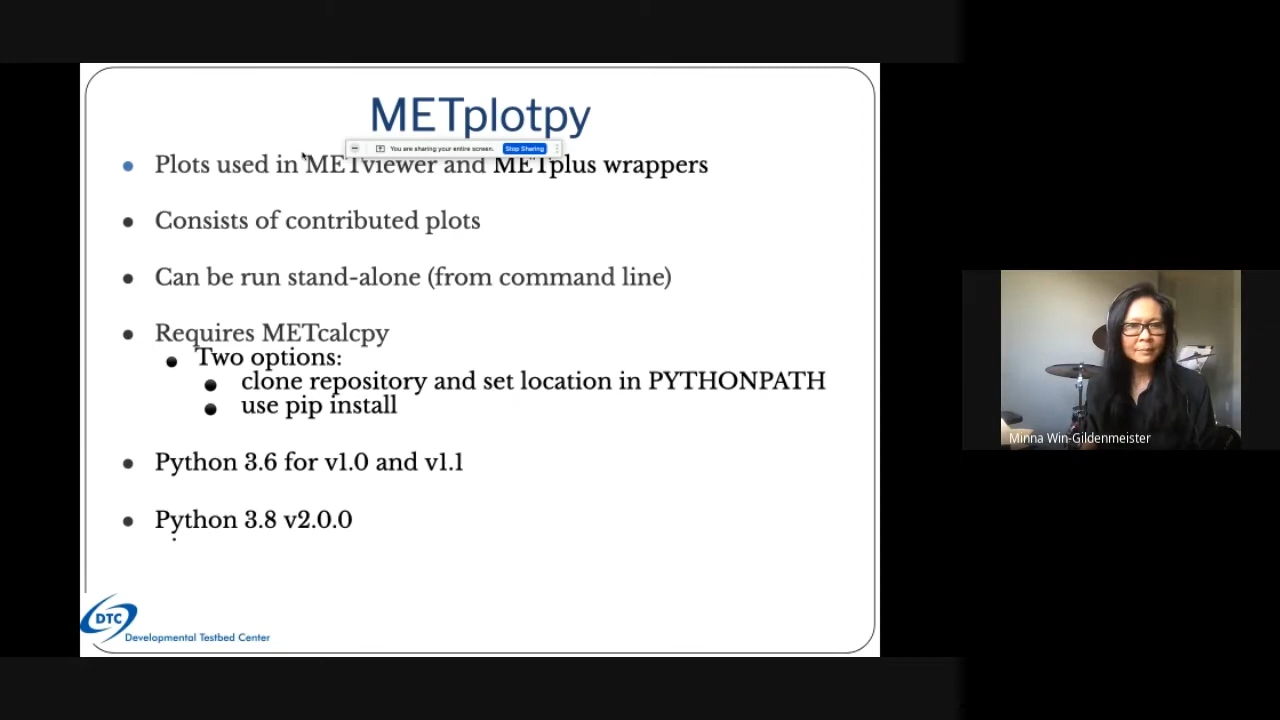 METplotpy
You are sharing your entire screen. Stop Sharing
Plots used in METviewer and METplus wrappers
Consists of contributed plots
Can be run stand-alone (from command line)
Requires METcalcpy
Two options:
clone repository and set location in PYTHONPATH
use pip install
Python 3.6 for v1.0 and v1.1
Python 3.8 v2.0.0
DTC
Developmental Testbed Center
Minna Win-Gildenmeister